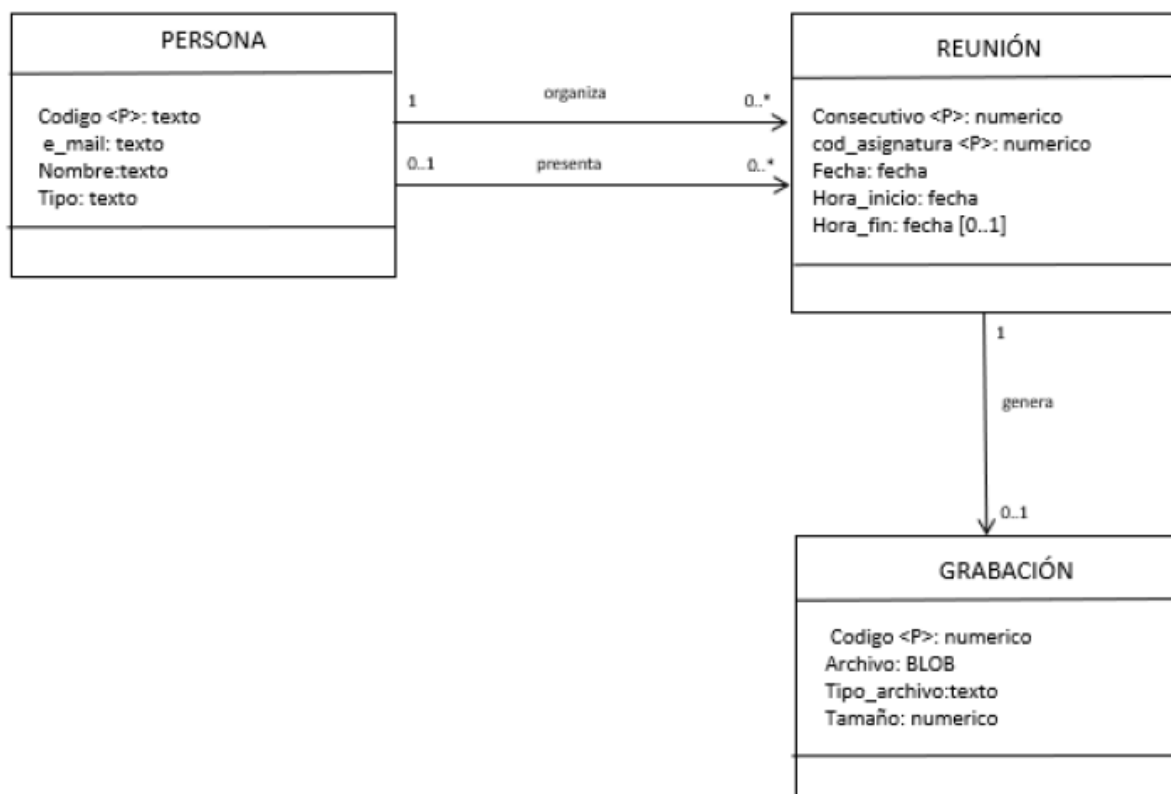 PERSONA
Codigo <P>: texto
e_mail: texto
Nombre:texto
Tipo: texto
1
organiza
0..*
0..1
presenta
0..*
REUNIÓN
Consecutivo <P>: numerico
cod_asignatura <P>: numerico
Fecha: fecha
Hora_inicio: fecha
Hora_fin: fecha [0..1]
1
genera
0..1
GRABACIÓN
Codigo <P>: numerico
Archivo: BLOB
Tipo_archivo:texto
Tamaño: numerico